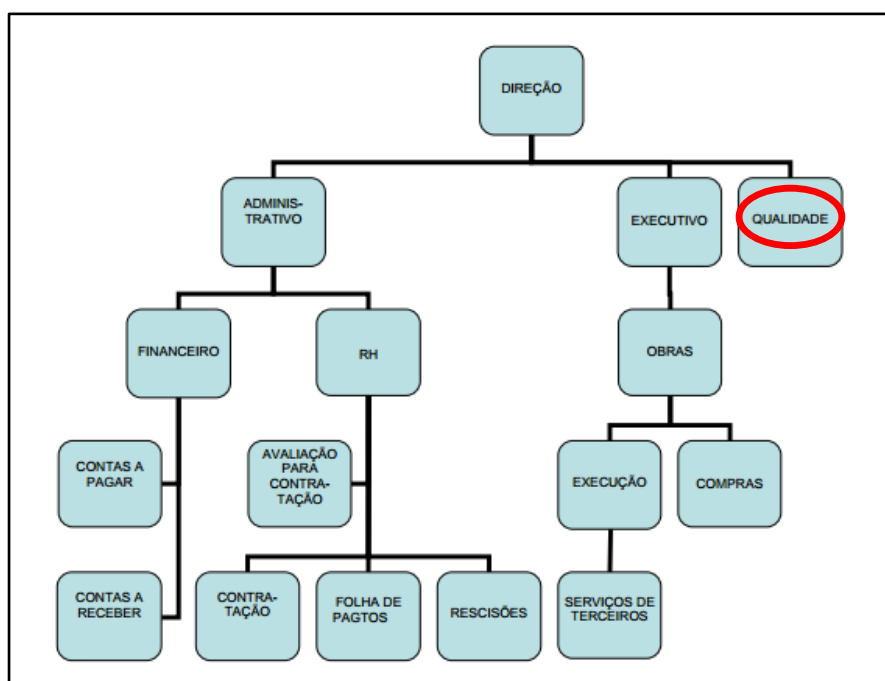 DIREÇÃO
ADMINIS-
TRATIVO
EXECUTIVO
QUALIDADE
FINANCEIRO
RH
OBRAS
CONTAS A
PAGAR
AVALIAÇÃO
PARA
CONTRA-
TAÇÃO
EXECUÇÃO
COMPRAS
CONTAS A
RECEBER
CONTRA-
TAÇÃO
FOLHA DE
PAGTOS
RESCISÕES
SERVIÇOS DE
TERCEIROS